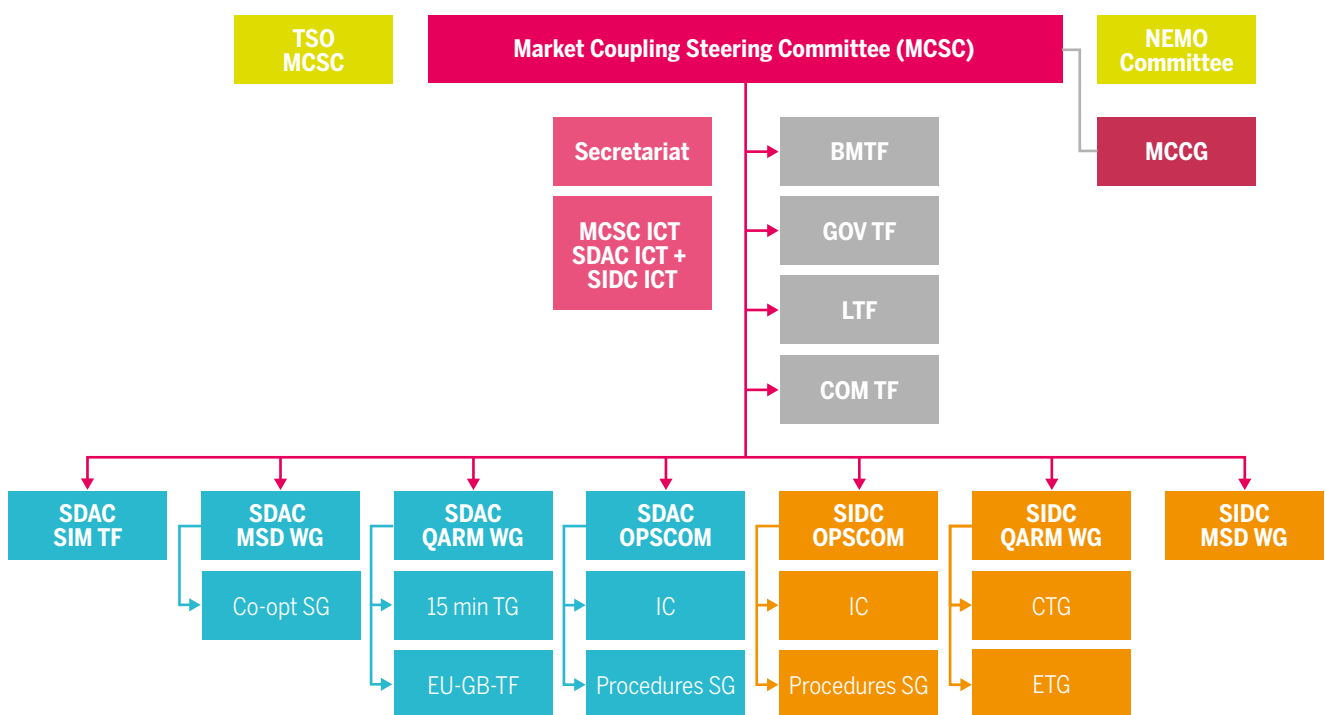 TSO
MCSC
Market Coupling Steering Committee (MCSC)
NEMO
Committee
Secretariat
BMTF
MCCG
MCSC ICT
SDAC ICT +
SIDC ICT
GOV TF
LTF
COM TF
SDAC
SIM TF
SDAC
MSD WG
SDAC
QARM WG
SDAC
OPSCOM
SIDC
OPSCOM
SIDC
QARM WG
SIDC
MSD WG
Co-opt SG
15 min TG
IC
IC
CTG
EU-GB-TF
Procedures SG
Procedures SG
ETG